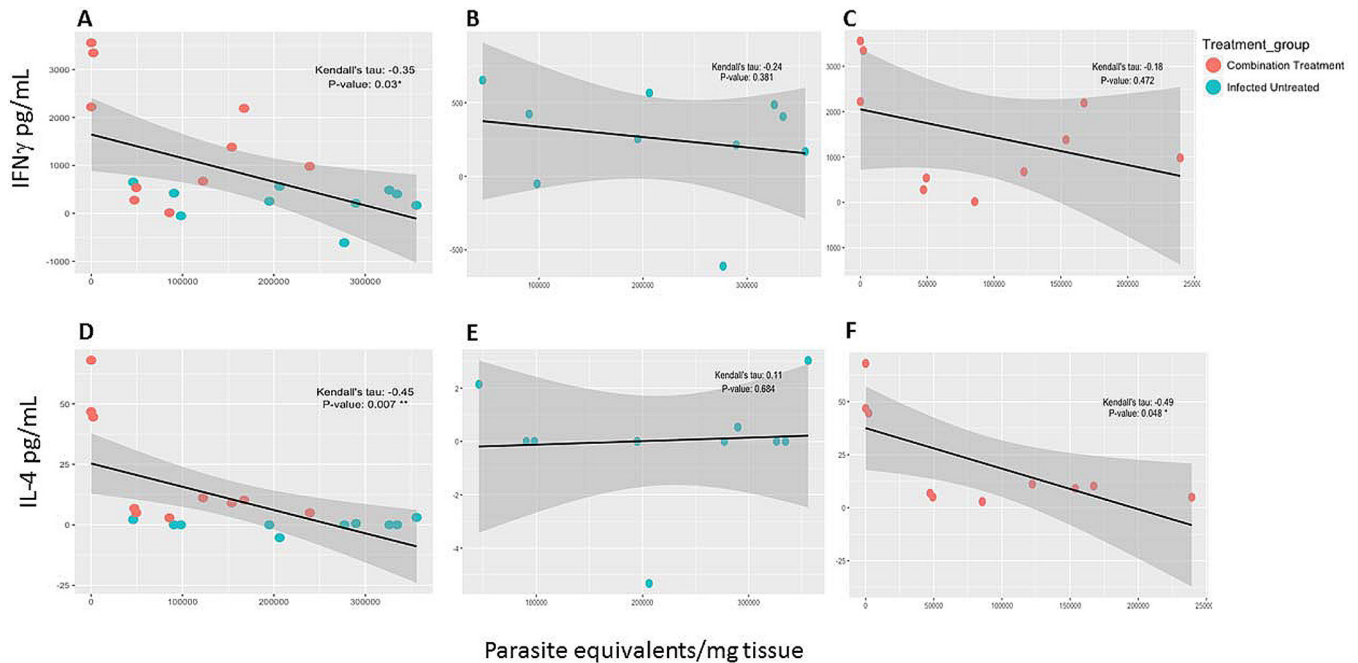 A
B
C
IFNγ pg/mL
3000
2000
1000
0
-1000
Kendall's tau: -0.35
P-value: 0.03*
0
100000
200000
300000
500
0
-500
Kendall's tau: -0.24
P-value: 0.381
100000
200000
300000
3000
2000
1000
0
1000
Kendall's tau: -0.18
P-value: 0.472
0
50000
100000
150000
200000
25000
Treatment_group
Combination Treatment
Infected Untreated
D
E
F
IL-4 pg/mL
50
25
0
-25
Kendall's tau: -0.45
P-value: 0.007 **
0
100000
200000
300000
2
0
-2
-4
Kendall's tau: 0.11
P-value: 0.684
100000
200000
300000
50
25
0
-25
Kendall's tau: -0.49
P-value: 0.048 *
0
50000
100000
150000
200000
Parasite equivalents/mg tissue